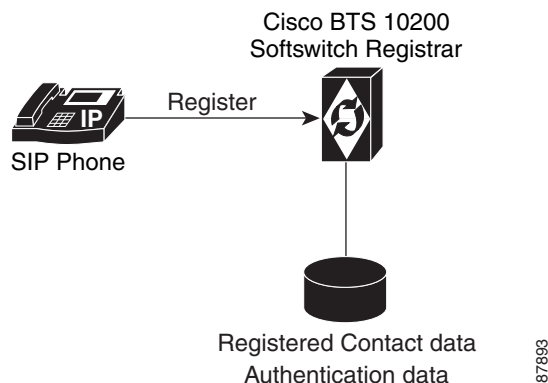 Cisco BTS 10200
Softswitch Registrar
Register
IP
SIP Phone
Registered Contact data
Authentication data
87893